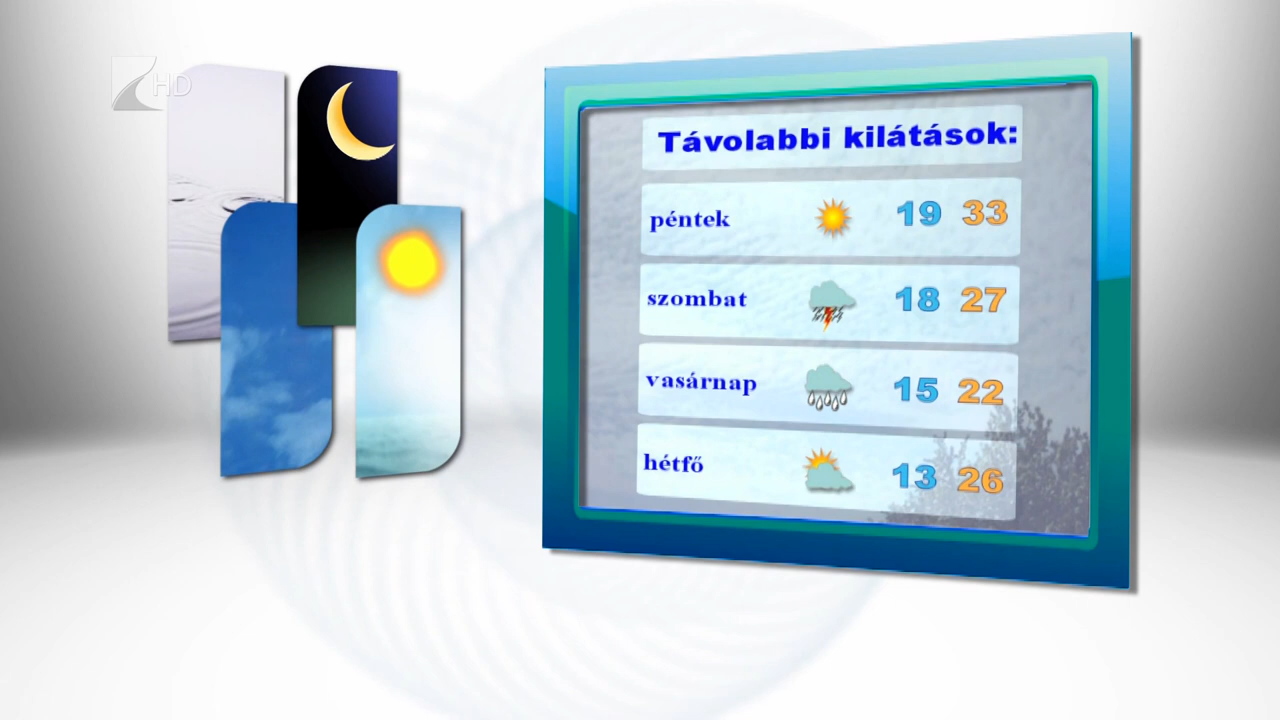 HD
Távolabbi kilátások:
péntek 19 33
szombat 18 27
vasárnap 15 22
hétfő 13 26